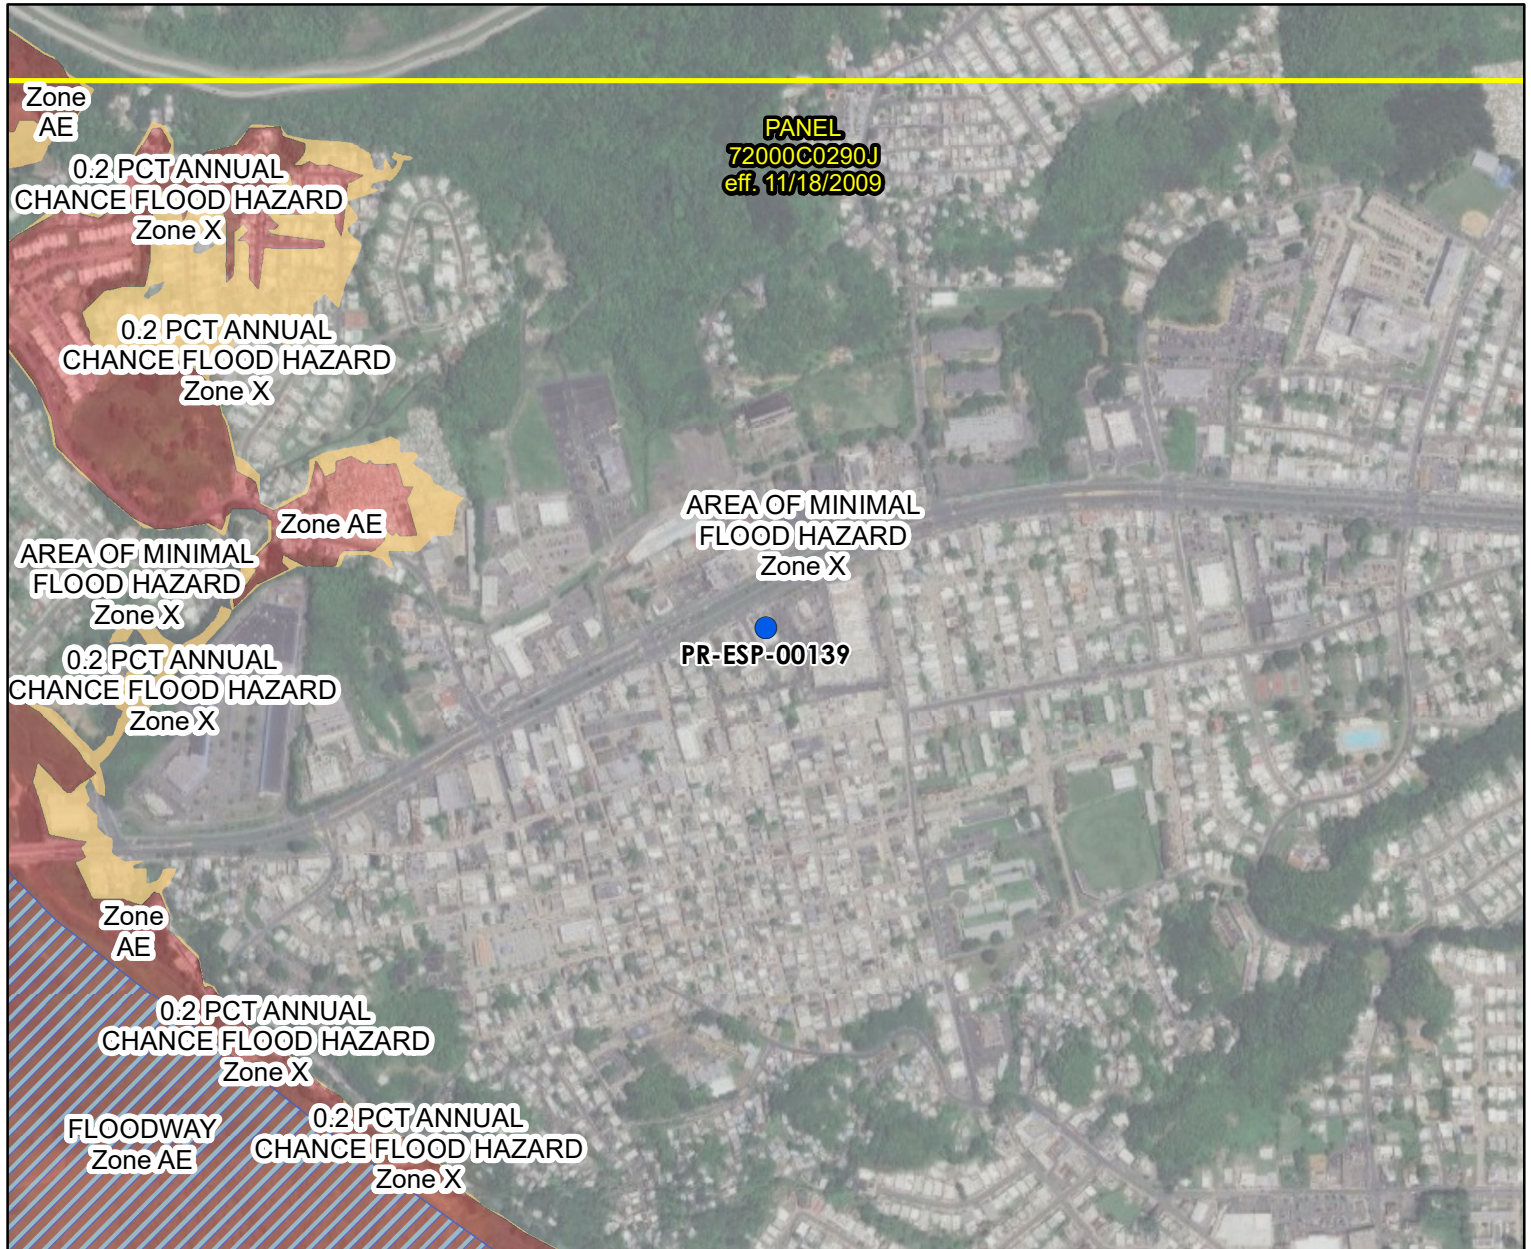 Zone
AE
PANEL
72000C0290J
eff. 11/18/2009
0.2 PCT ANNUAL
CHANCE FLOOD HAZARD
Zone X
0.2 PCT ANNUAL
CHANCE FLOOD HAZARD
Zone X
Zone AE
AREA OF MINIMAL
FLOOD HAZARD
Zone X
AREA OF MINIMAL
FLOOD HAZARD
Zone X
PR-ESP-00139
0.2 PCT ANNUAL
CHANCE FLOOD HAZARD
Zone X
Zone
AE
0.2 PCT ANNUAL
CHANCE FLOOD HAZARD
Zone X
FLOODWAY
Zone AE
0.2 PCT ANNUAL
CHANCE FLOOD HAZARD
Zone X